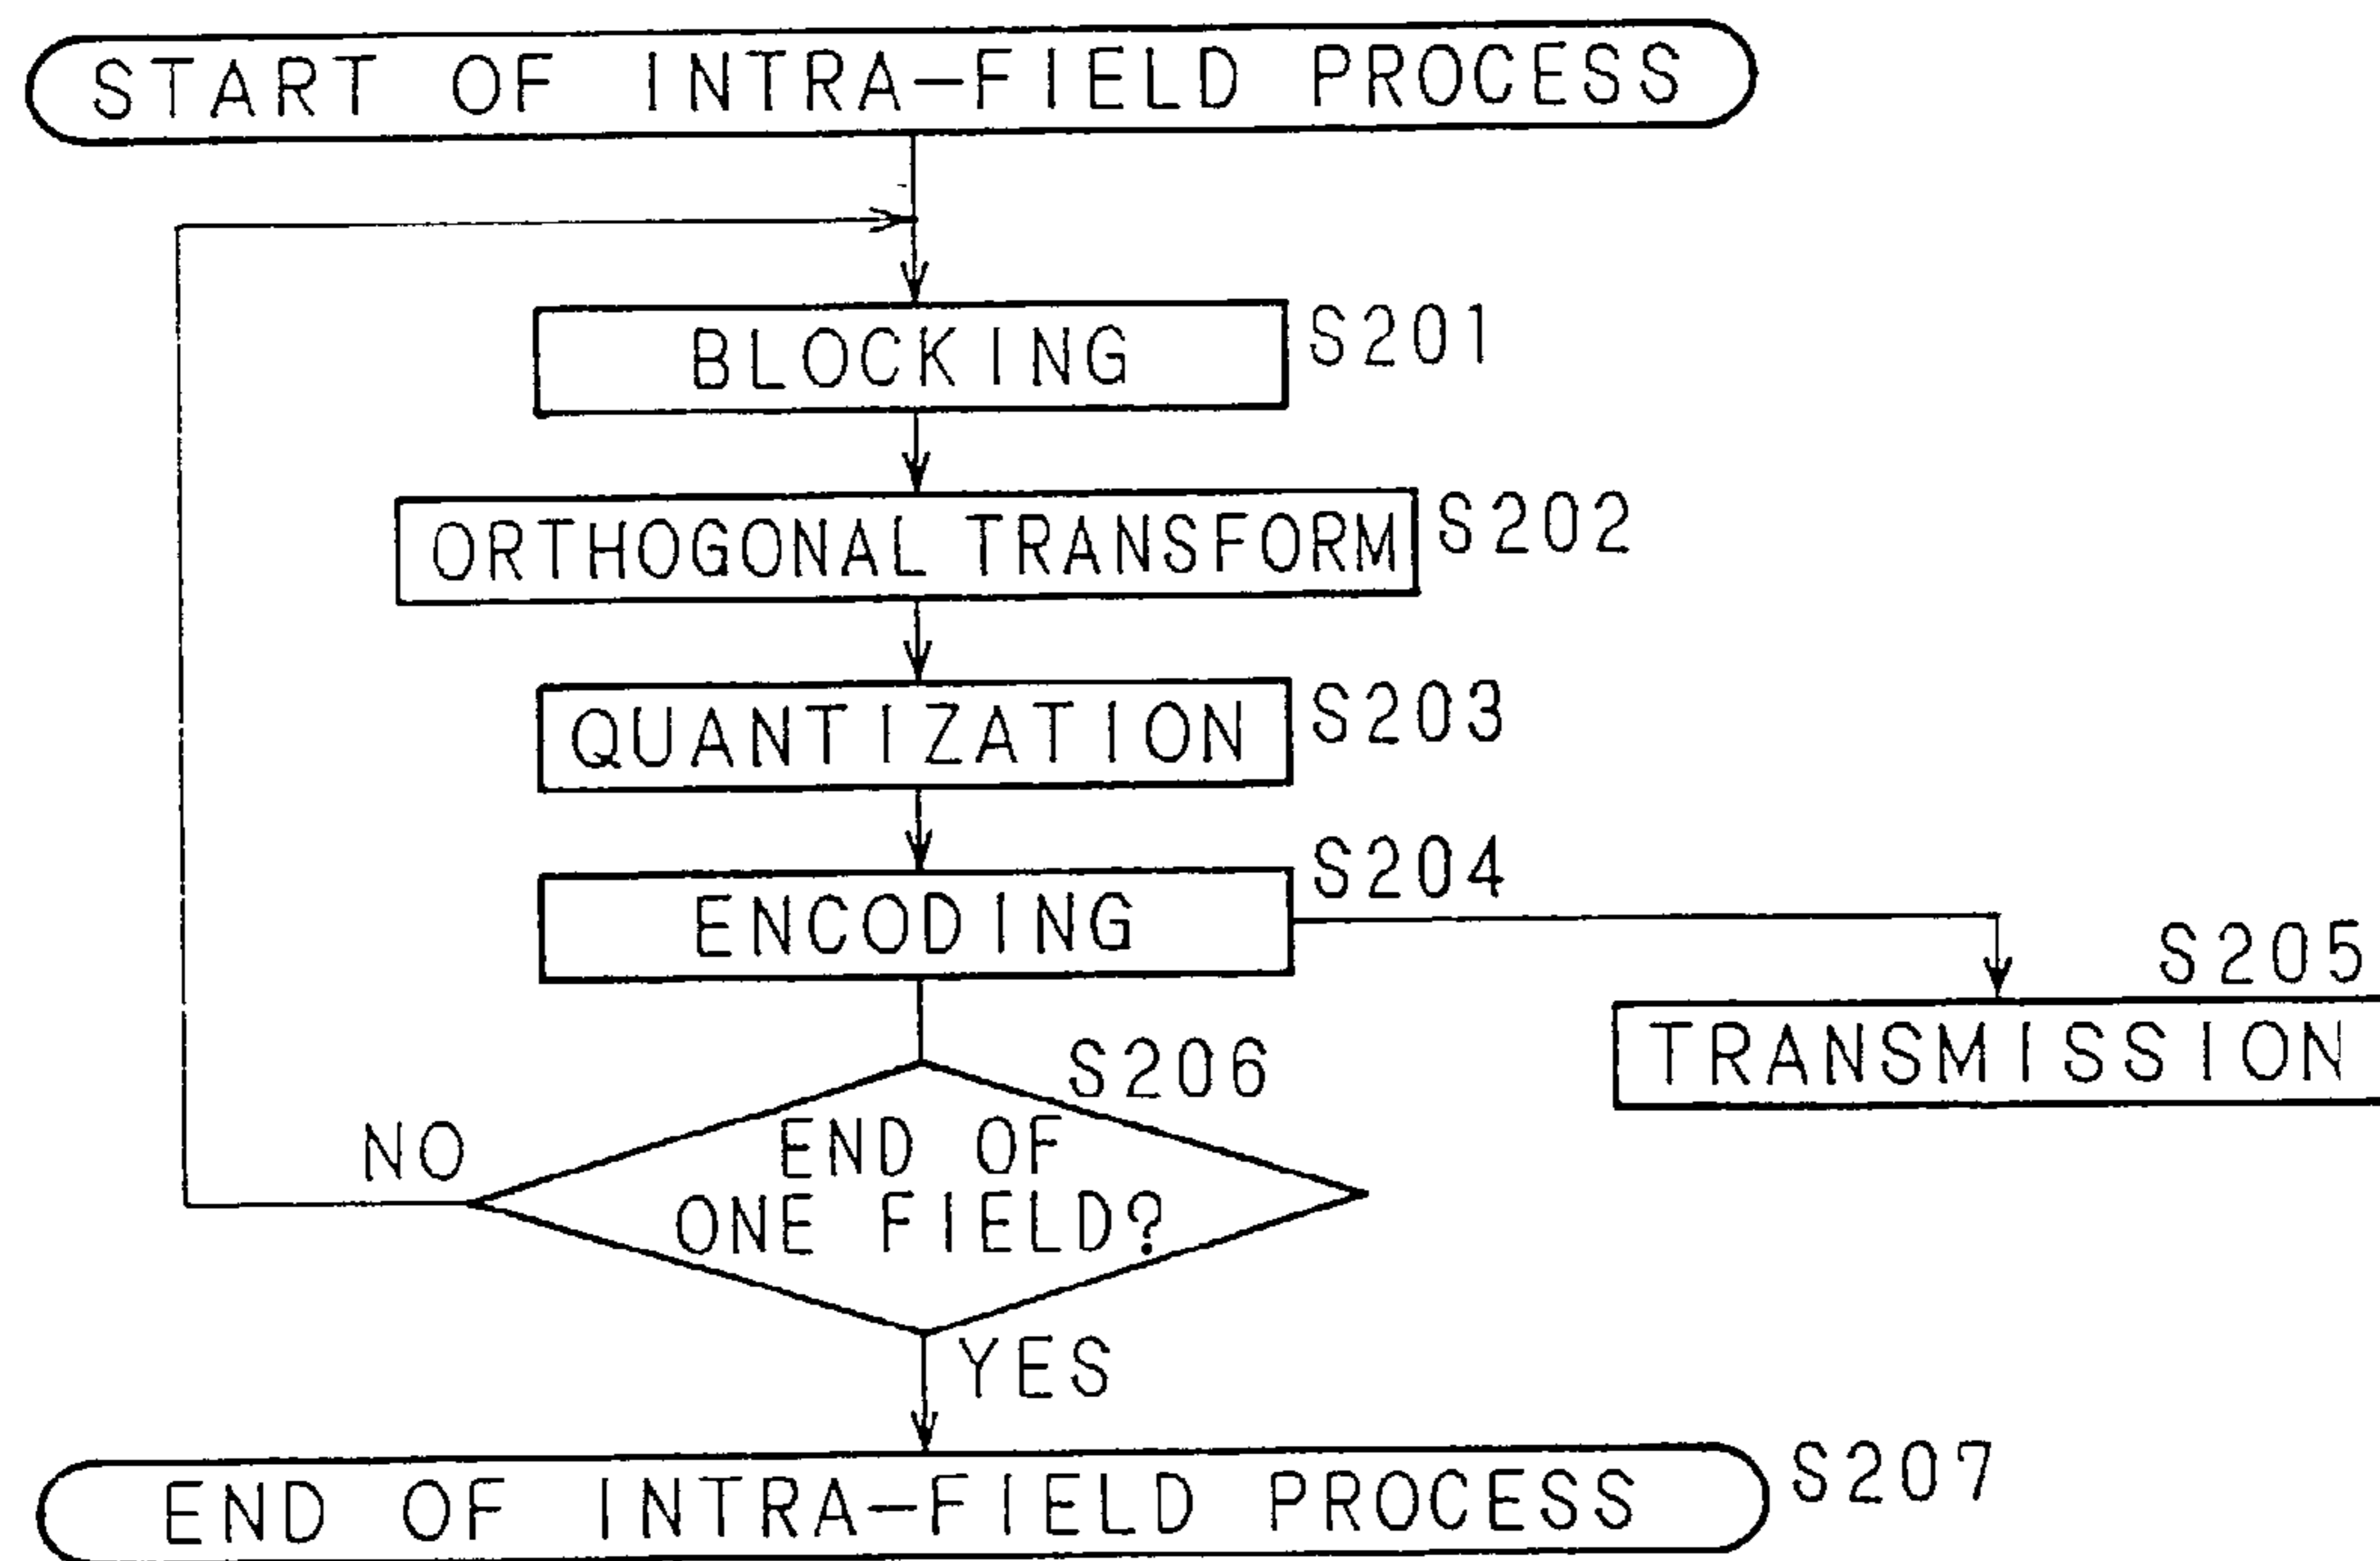 START OF INTRA-FIELD PROCESS
BLOCKING
S201
ORTHOGONAL TRANSFORM
S202
QUANTIZATION
S203
S204
ENCODING
S205
TRANSMISSION
S206
END OF
ONE FIELD?
NO
YES
END OF INTRA-FIELD PROCESS
S207